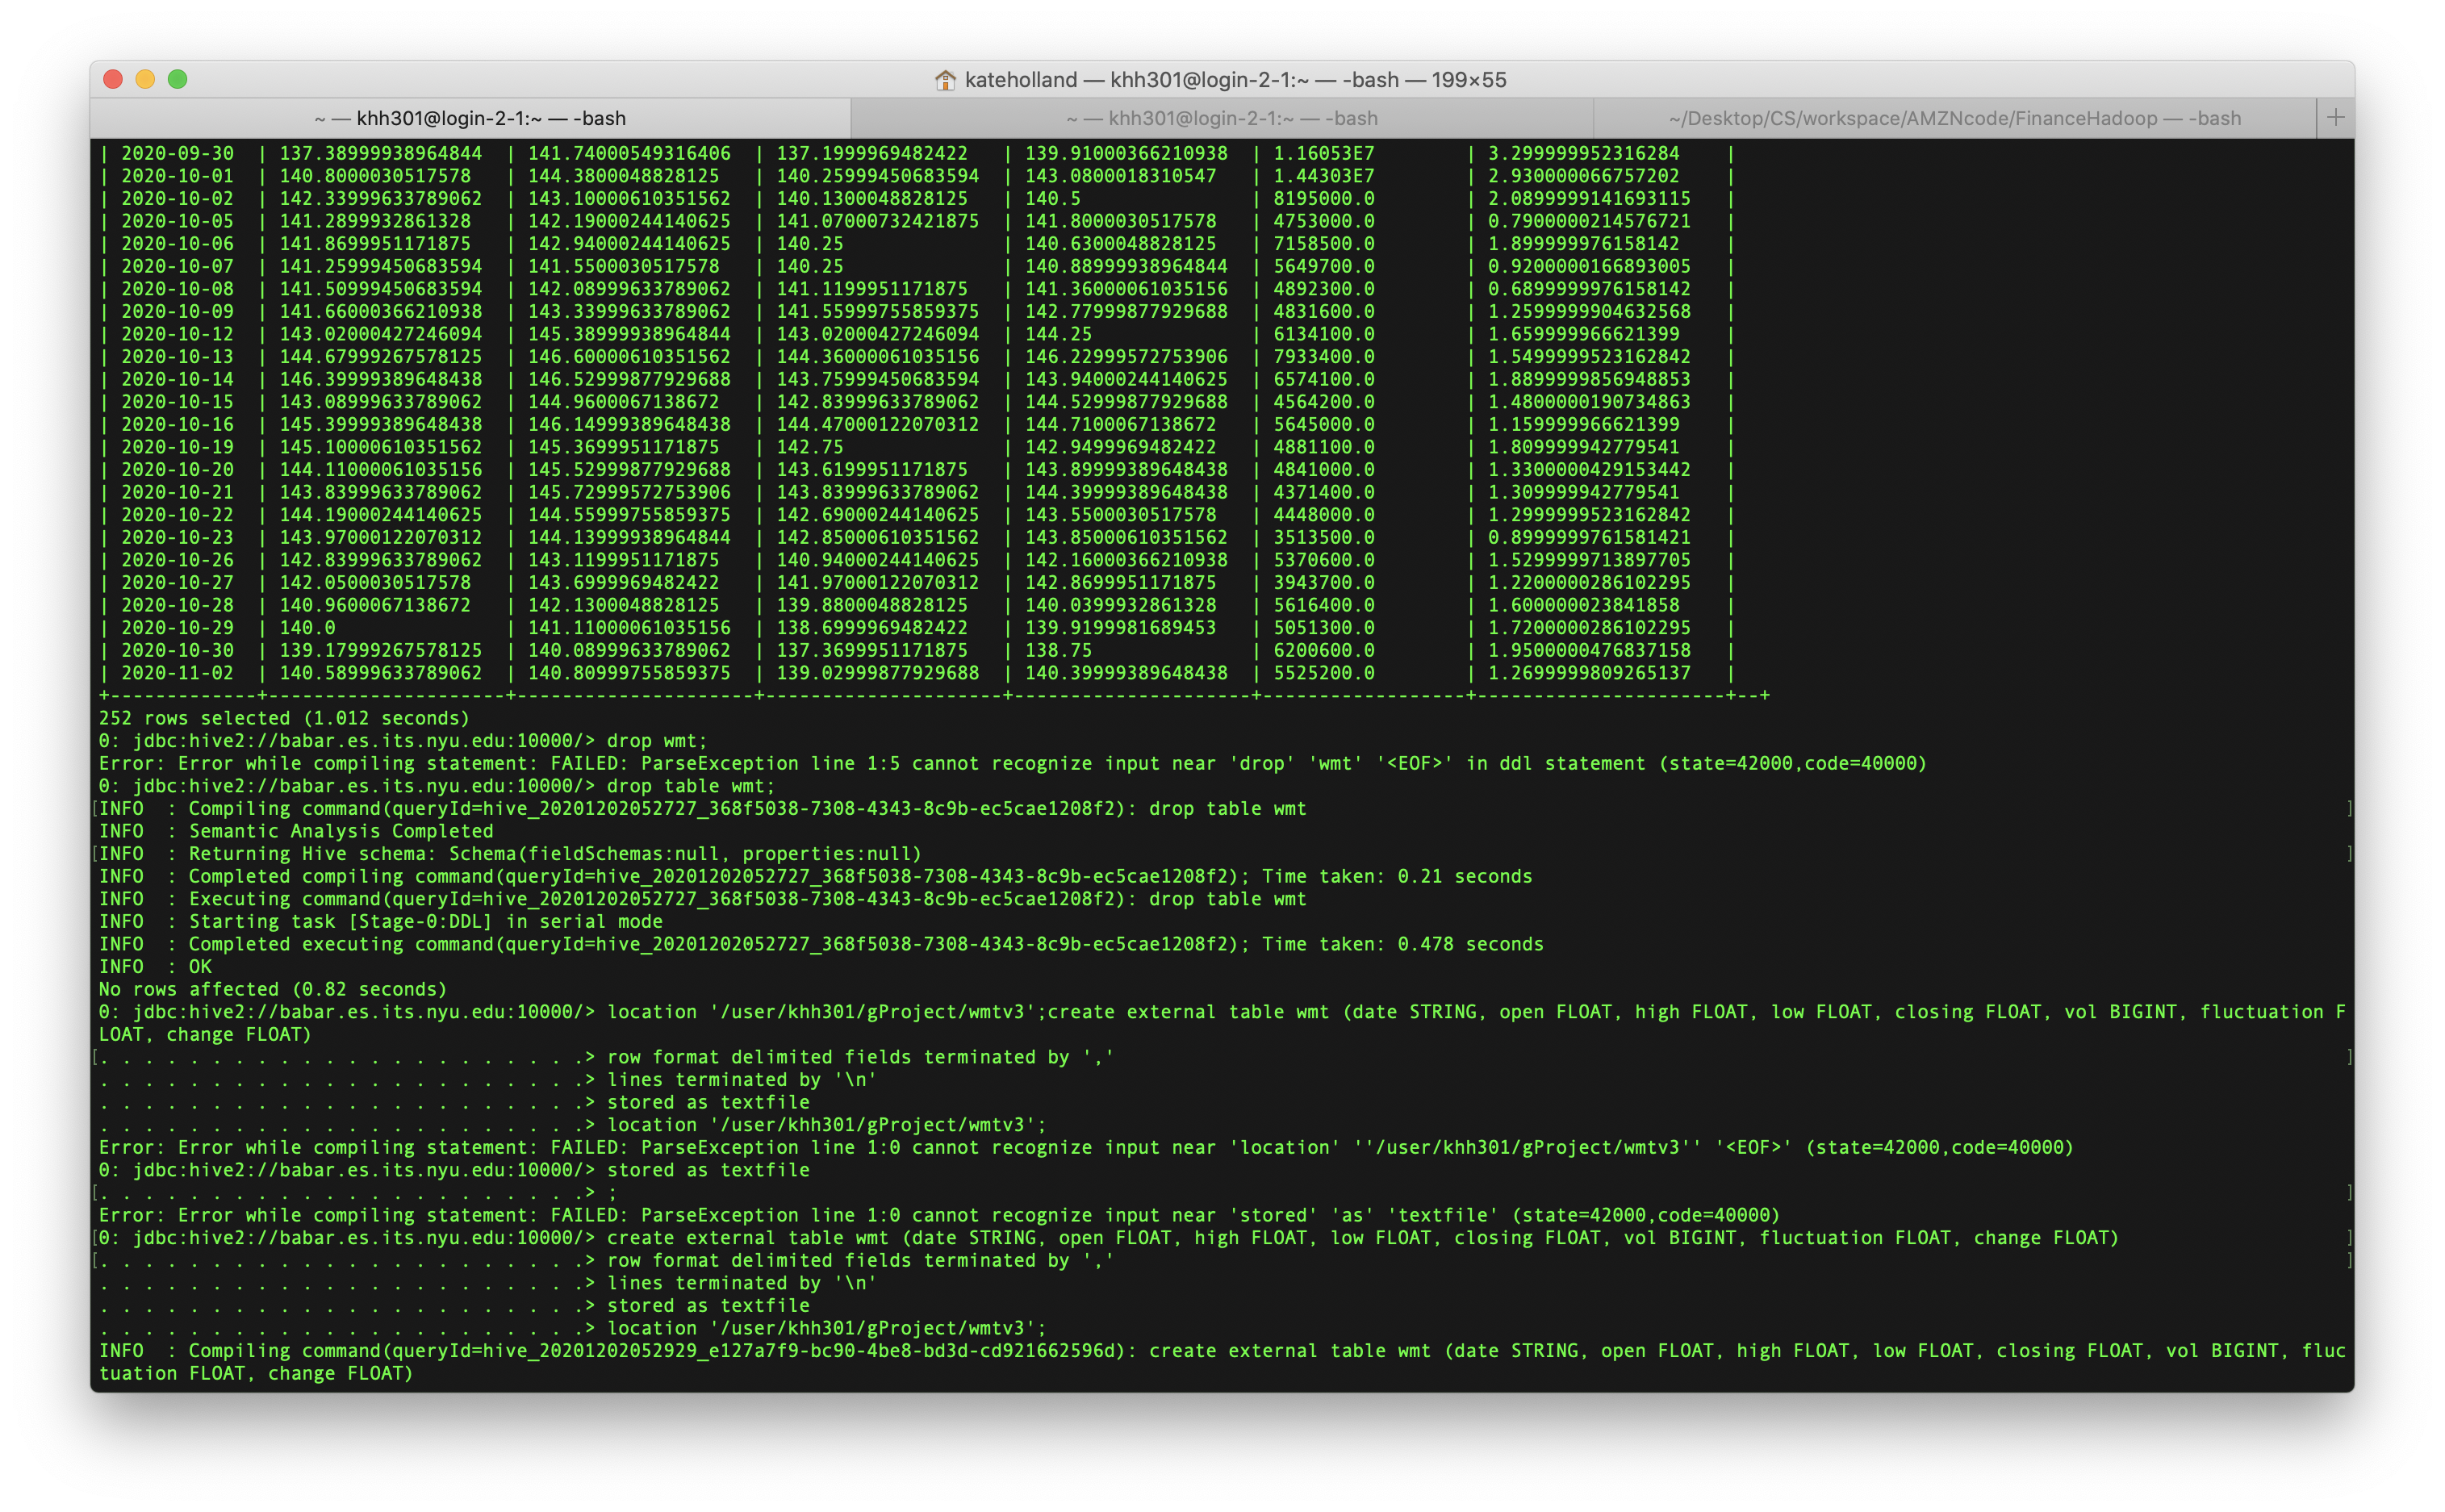 kateholland — khh301@login-2-1:~ — -bash — 199×55
~ — khh301@login-2-1:~ — -bash
~ — khh301@login-2-1:~ — -bash
~/Desktop/CS/workspace/AMZNcode/FinanceHadoop — -bash
| 2020-09-30 | 137.38999938964844 | 141.74000549316406 | 137.1999969482422 | 139.91000366210938 | 1.16053E7 | 3.299999952316284 |
| 2020-10-01 | 140.8000030517578 | 144.3800048828125 | 140.25999450683594 | 143.0800018310547 | 1.44303E7 | 2.930000066757202 |
| 2020-10-02 | 142.33999633789062 | 143.10000610351562 | 140.1300048828125 | 140.5 | 8195000.0 | 2.0899999141693115 |
| 2020-10-05 | 141.2899932861328 | 142.19000244140625 | 141.07000732421875 | 141.8000030517578 | 4753000.0 | 0.7900000214576721 |
| 2020-10-06 | 141.8699951171875 | 142.94000244140625 | 140.25 | 140.6300048828125 | 7158500.0 | 1.899999976158142 |
| 2020-10-07 | 141.25999450683594 | 141.5500030517578 | 140.25 | 140.88999938964844 | 5649700.0 | 0.9200000166893005 |
| 2020-10-08 | 141.50999450683594 | 142.08999633789062 | 141.1199951171875 | 141.36000061035156 | 4892300.0 | 0.6899999976158142 |
| 2020-10-09 | 141.66000366210938 | 143.33999633789062 | 141.55999755859375 | 142.77999877929688 | 4831600.0 | 1.2599999904632568 |
| 2020-10-12 | 143.02000427246094 | 145.38999938964844 | 143.02000427246094 | 144.25 | 6134100.0 | 1.659999966621399 |
| 2020-10-13 | 144.67999267578125 | 146.60000610351562 | 144.36000061035156 | 146.22999572753906 | 7933400.0 | 1.5499999523162842 |
| 2020-10-14 | 146.39999389648438 | 146.52999877929688 | 143.75999450683594 | 143.94000244140625 | 6574100.0 | 1.8899999856948853 |
| 2020-10-15 | 143.08999633789062 | 144.9600067138672 | 142.83999633789062 | 144.52999877929688 | 4564200.0 | 1.4800000190734863 |
| 2020-10-16 | 145.39999389648438 | 146.14999389648438 | 144.47000122070312 | 144.7100067138672 | 5645000.0 | 1.159999966621399 |
| 2020-10-19 | 145.10000610351562 | 145.3699951171875 | 142.75 | 142.9499969482422 | 4881100.0 | 1.809999942779541 |
| 2020-10-20 | 144.11000061035156 | 145.52999877929688 | 143.6199951171875 | 143.89999389648438 | 4841000.0 | 1.3300000429153442 |
| 2020-10-21 | 143.83999633789062 | 145.72999572753906 | 143.83999633789062 | 144.39999389648438 | 4371400.0 | 1.309999942779541 |
| 2020-10-22 | 144.19000244140625 | 144.55999755859375 | 142.69000244140625 | 143.5500030517578 | 4448000.0 | 1.2999999523162842 |
| 2020-10-23 | 143.97000122070312 | 144.13999938964844 | 142.85000610351562 | 143.85000610351562 | 3513500.0 | 0.8999999761581421 |
| 2020-10-26 | 142.83999633789062 | 143.1199951171875 | 140.94000244140625 | 142.16000366210938 | 5370600.0 | 1.5299999713897705 |
| 2020-10-27 | 142.0500030517578 | 143.6999969482422 | 141.97000122070312 | 142.8699951171875 | 3943700.0 | 1.2200000286102295 |
| 2020-10-28 | 140.9600067138672 | 142.1300048828125 | 139.8800048828125 | 140.0399932861328 | 5616400.0 | 1.600000023841858 |
| 2020-10-29 | 140.0 | 141.11000061035156 | 138.6999969482422 | 139.9199981689453 | 5051300.0 | 1.7200000286102295 |
| 2020-10-30 | 139.17999267578125 | 140.08999633789062 | 137.3699951171875 | 138.75 | 6200600.0 | 1.9500000476837158 |
| 2020-11-02 | 140.58999633789062 | 140.80999755859375 | 139.02999877929688 | 140.39999389648438 | 5525200.0 | 1.2699999809265137 |
+-------------+---------------------+---------------------+---------------------+---------------------+------------------+----------------------+--+
252 rows selected (1.012 seconds)
0: jdbc:hive2://babar.es.its.nyu.edu:10000/> drop wmt;
Error: Error while compiling statement: FAILED: ParseException line 1:5 cannot recognize input near 'drop' 'wmt' '<EOF>' in ddl statement (state=42000,code=40000)
0: jdbc:hive2://babar.es.its.nyu.edu:10000/> drop table wmt;
[INFO  : Compiling command(queryId=hive_20201202052727_368f5038-7308-4343-8c9b-ec5cae1208f2): drop table wmt ]
INFO  : Semantic Analysis Completed
[INFO  : Returning Hive schema: Schema(fieldSchemas:null, properties:null) ]
INFO  : Completed compiling command(queryId=hive_20201202052727_368f5038-7308-4343-8c9b-ec5cae1208f2); Time taken: 0.21 seconds
INFO  : Executing command(queryId=hive_20201202052727_368f5038-7308-4343-8c9b-ec5cae1208f2): drop table wmt
INFO  : Starting task [Stage-0:DDL] in serial mode
INFO  : Completed executing command(queryId=hive_20201202052727_368f5038-7308-4343-8c9b-ec5cae1208f2); Time taken: 0.478 seconds
INFO  : OK
No rows affected (0.82 seconds)
0: jdbc:hive2://babar.es.its.nyu.edu:10000/> location '/user/khh301/gProject/wmtv3';create external table wmt (date STRING, open FLOAT, high FLOAT, low FLOAT, closing FLOAT, vol BIGINT, fluctuation F
LOAT, change FLOAT)
[. . . . . . . . . . . . . . . . . . . . . .> row format delimited fields terminated by ',' ]
. . . . . . . . . . . . . . . . . . . . . .> lines terminated by '\n'
. . . . . . . . . . . . . . . . . . . . . .> stored as textfile
. . . . . . . . . . . . . . . . . . . . . .> location '/user/khh301/gProject/wmtv3';
Error: Error while compiling statement: FAILED: ParseException line 1:0 cannot recognize input near 'location' ''/user/khh301/gProject/wmtv3'' '<EOF>' (state=42000,code=40000)
0: jdbc:hive2://babar.es.its.nyu.edu:10000/> stored as textfile
[. . . . . . . . . . . . . . . . . . . . . .> ; ]
Error: Error while compiling statement: FAILED: ParseException line 1:0 cannot recognize input near 'stored' 'as' 'textfile' (state=42000,code=40000)
[0: jdbc:hive2://babar.es.its.nyu.edu:10000/> create external table wmt (date STRING, open FLOAT, high FLOAT, low FLOAT, closing FLOAT, vol BIGINT, fluctuation FLOAT, change FLOAT) ]
[. . . . . . . . . . . . . . . . . . . . . .> row format delimited fields terminated by ',' ]
. . . . . . . . . . . . . . . . . . . . . .> lines terminated by '\n'
. . . . . . . . . . . . . . . . . . . . . .> stored as textfile
. . . . . . . . . . . . . . . . . . . . . .> location '/user/khh301/gProject/wmtv3';
INFO  : Compiling command(queryId=hive_20201202052929_e127a7f9-bc90-4be8-bd3d-cd921662596d): create external table wmt (date STRING, open FLOAT, high FLOAT, low FLOAT, closing FLOAT, vol BIGINT, fluc
tuation FLOAT, change FLOAT)